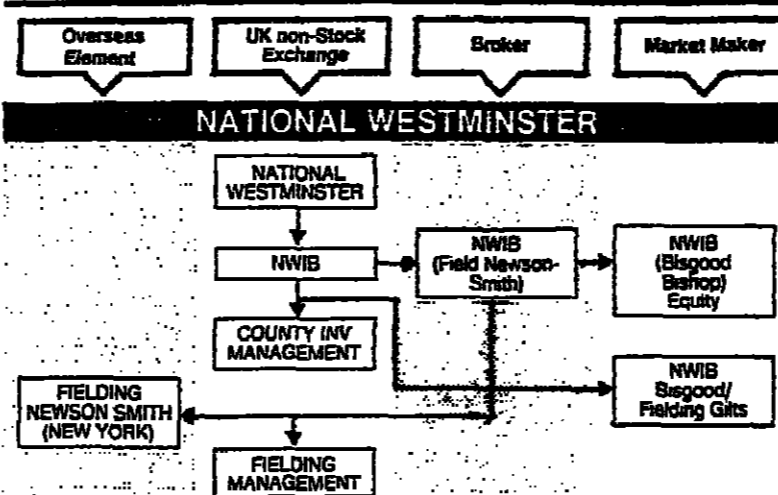 Overseas
Element
UK non-Stock
Exchange
Broker
Market Maker
NATIONAL WESTMINSTER
NATIONAL
WESTMINSTER
NWIB
NWIB
(Field Newson-
Smith)
NWIB
(Bisgood
Bishop)
Equity
COUNTY INV
MANAGEMENT
NWIB
Bisgood/
Fielding Gilts
FIELDING
NEWSON SMITH
(NEW YORK)
FIELDING
MANAGEMENT